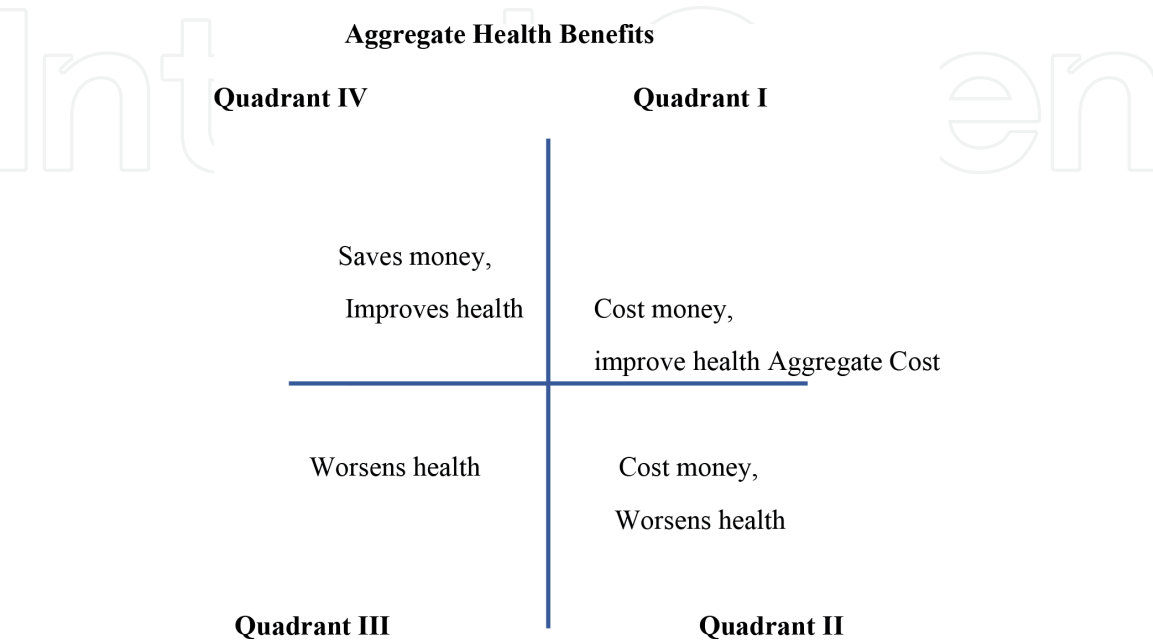 Aggregate Health Benefits
Quadrant IV
Quadrant I
Saves money,
Improves health
Cost money,
improve health Aggregate Cost
Worsens health
Cost money,
Worsens health
Quadrant III
Quadrant II